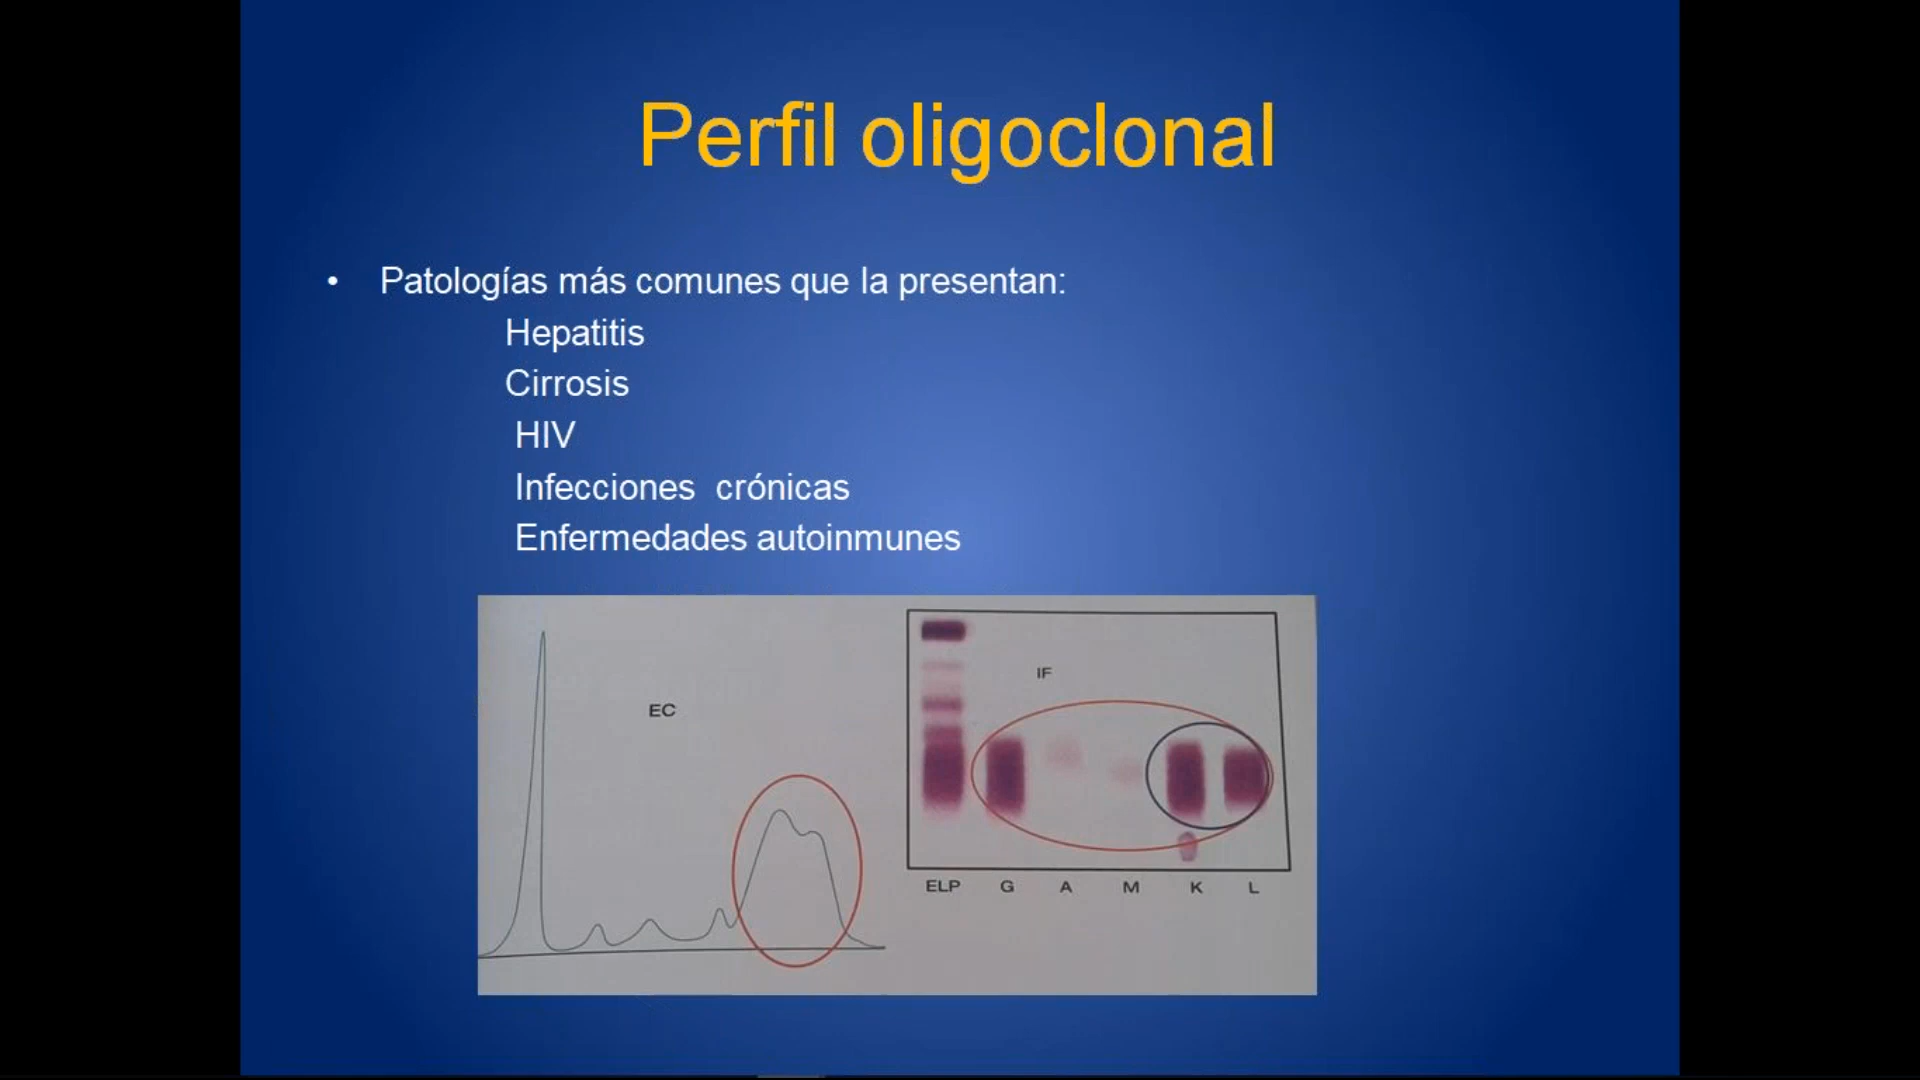 Perfil oligoclonal
• Patologías más comunes que la presentan:
Hepatitis
Cirrosis
HIV
Infecciones crónicas
Enfermedades autoinmunes
EC
IF
ELP G A M K L